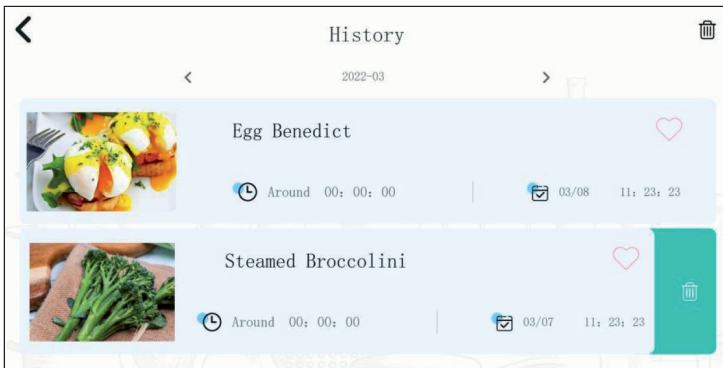 History
2022-03
Egg Benedict
Around 00: 00: 00
03/08 11: 23: 23
Steamed Broccolini
Around 00: 00: 00
03/07 11: 23: 23